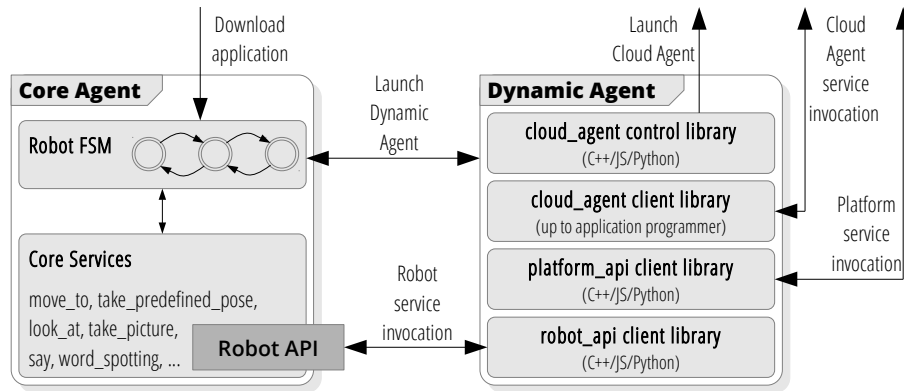 Download
application
Launch
Cloud Agent
Cloud
Agent
service
invocation
Core Agent
Robot FSM
Launch
Dynamic
Agent
Dynamic Agent
cloud_agent control library
(C++/JS/Python)
cloud_agent client library
(up to application programmer)
Platform
service
invocation
Core Services
move_to, take_predefined_pose,
look_at, take_picture,
say, word_spotting, ...
Robot API
Robot
service
invocation
platform_api client library
(C++/JS/Python)
robot_api client library
(C++/JS/Python)